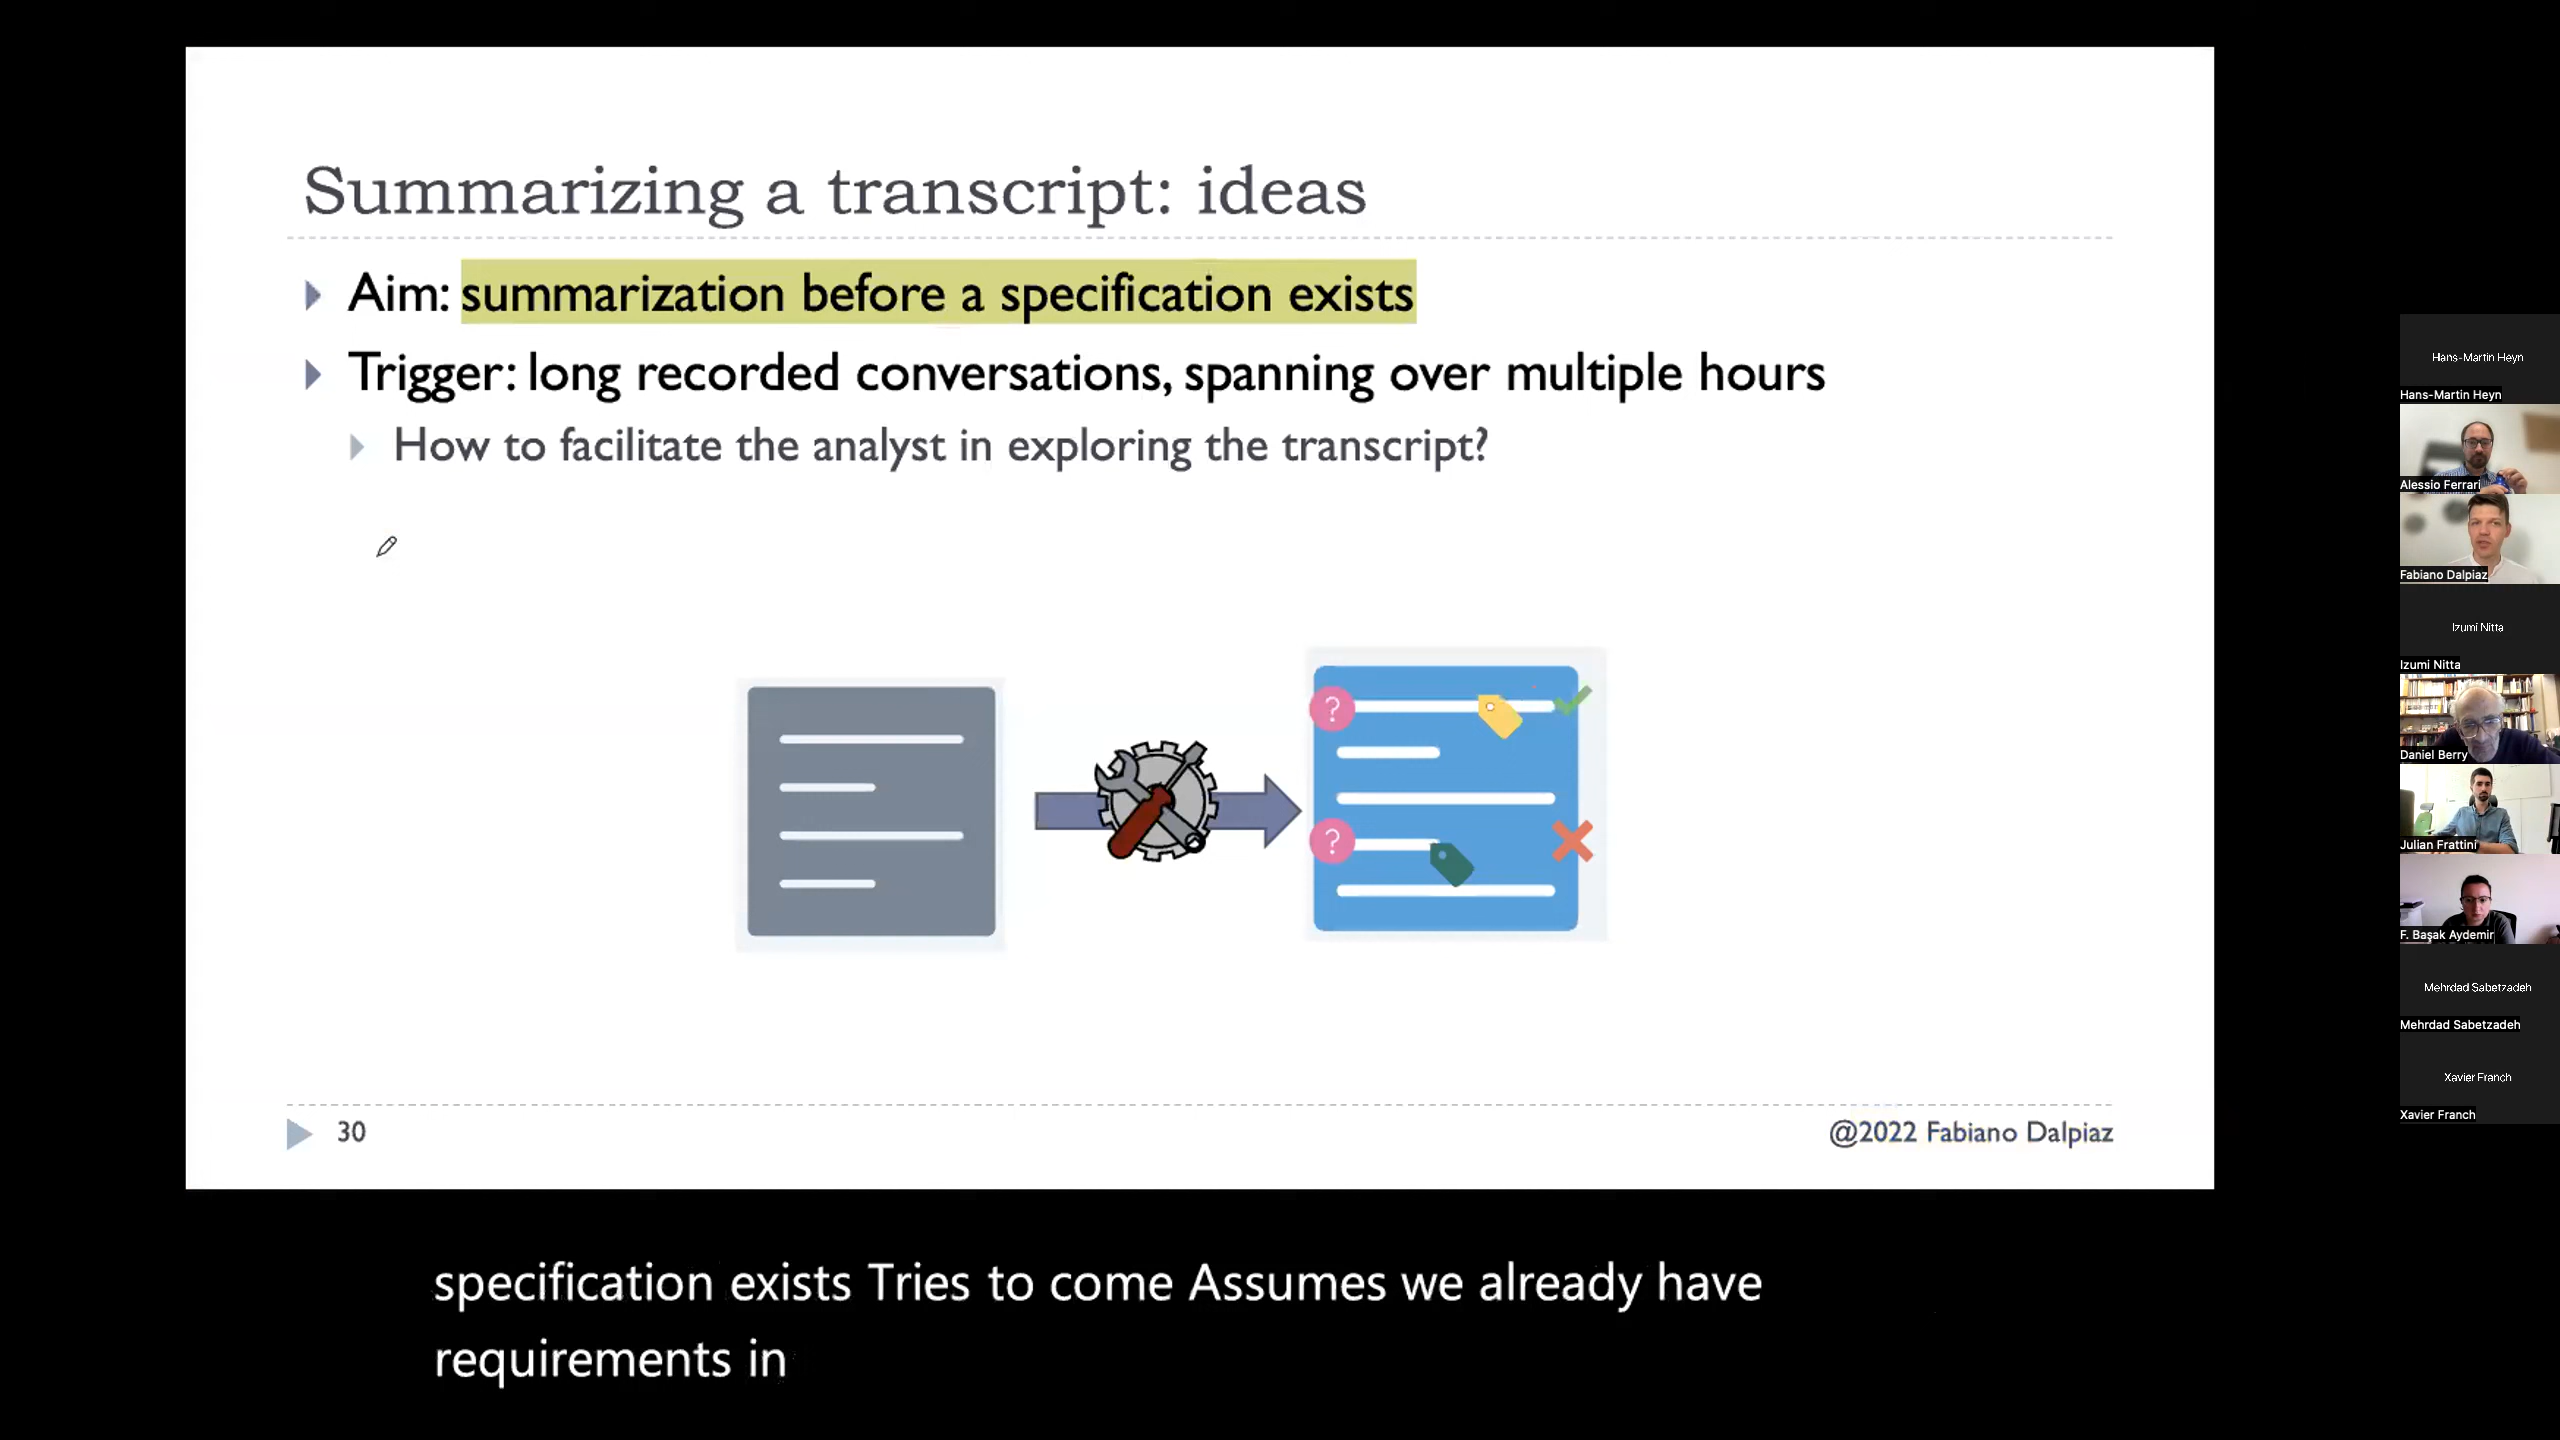 Summarizing a transcript: ideas
Aim: summarization before a specification exists
Trigger: long recorded conversations, spanning over multiple hours
How to facilitate the analyst in exploring the transcript?
?
?
30
@2022 Fabiano Dalpiaz
specification exists Tries to come Assumes we already have
requirements in
Hans-Martin Heyn
Hans-Martin Heyn
Alessio Ferrari
Fabiano Dalpiaz
Izumi Nitta
Izumi Nitta
Daniel Berry
Julian Frattini
F. Başak Aydemir
Mehrdad Sabetzadeh
Mehrdad Sabetzadeh
Xavier Franch
Xavier Franch